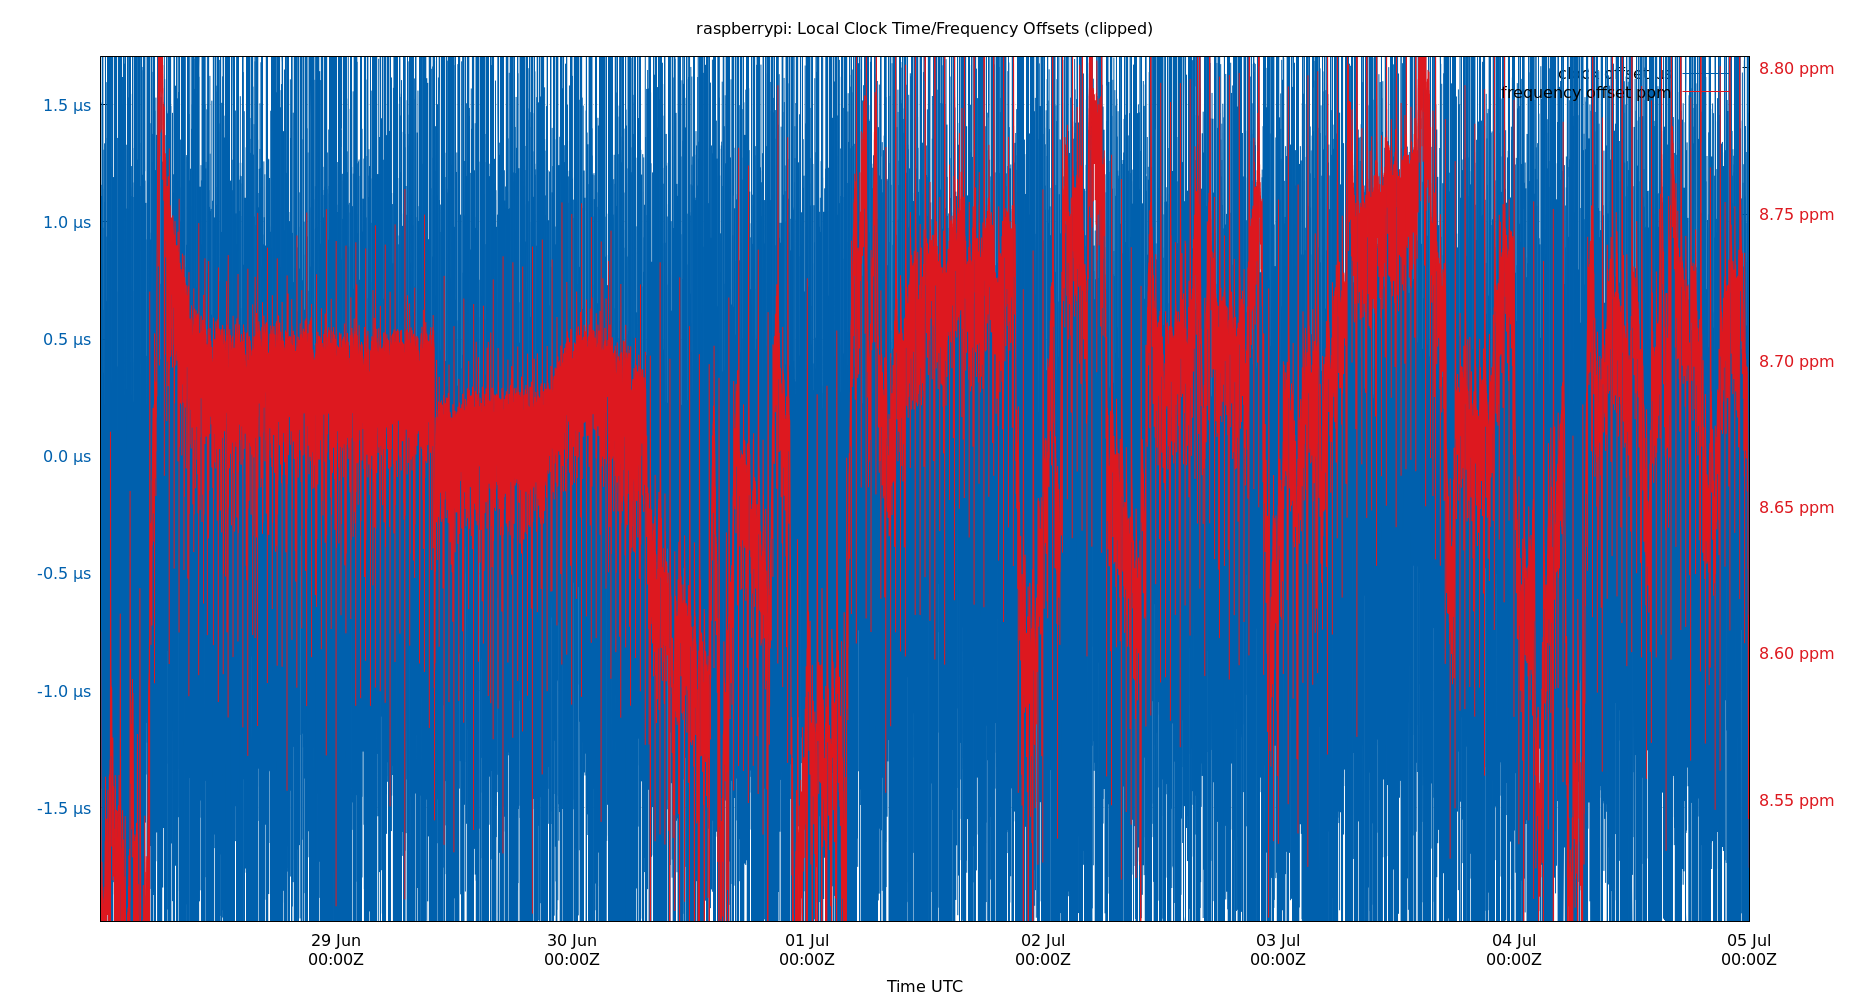 raspberrypi: Local Clock Time/Frequency Offsets (clipped)
clock offset µs
frequency offset ppm
1.5 µs
1.0 µs
0.5 µs
0.0 µs
-0.5 µs
-1.0 µs
-1.5 µs
8.80 ppm
8.75 ppm
8.70 ppm
8.65 ppm
8.60 ppm
8.55 ppm
29 Jun
00:00Z
30 Jun
00:00Z
01 Jul
00:00Z
02 Jul
00:00Z
03 Jul
00:00Z
04 Jul
00:00Z
05 Jul
00:00Z
Time UTC